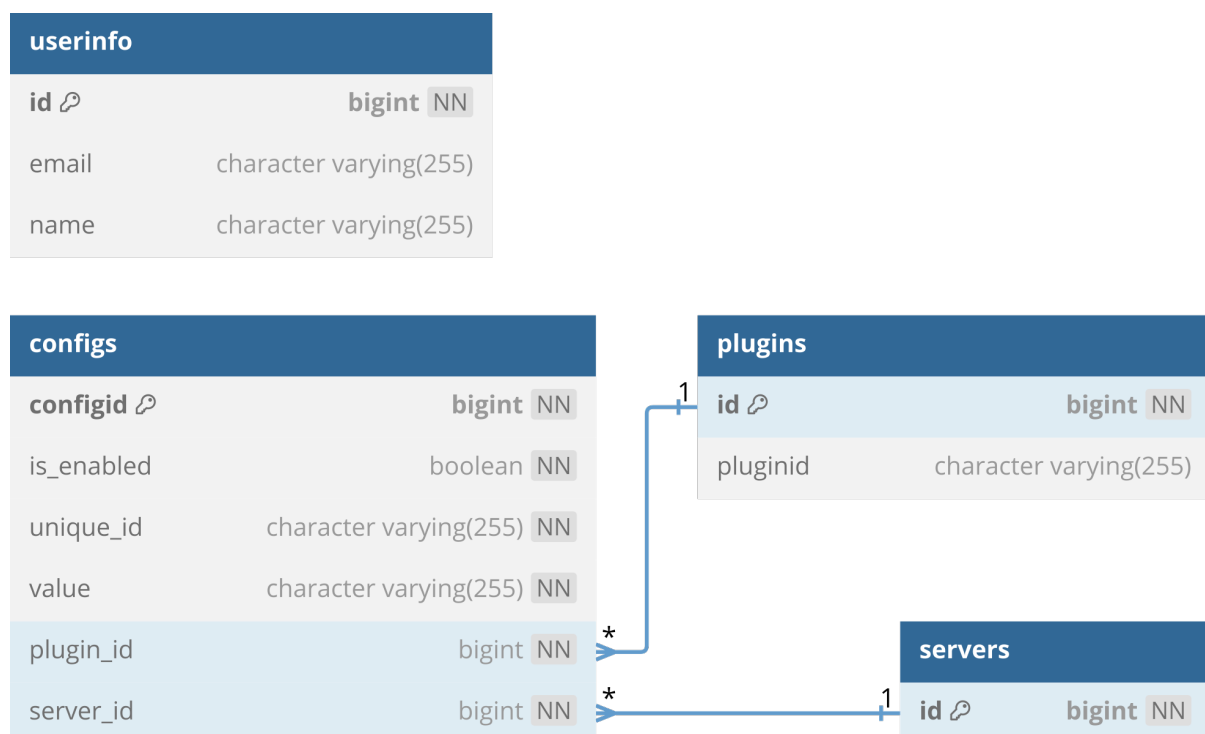 userinfo
id bigint NN
email character varying(255)
name character varying(255)
configs
configid bigint NN
is_enabled boolean NN
unique_id character varying(255) NN
value character varying(255) NN
plugin_id bigint NN *
server_id bigint NN *
plugins
1 id bigint NN
pluginid character varying(255)
servers
1 id bigint NN